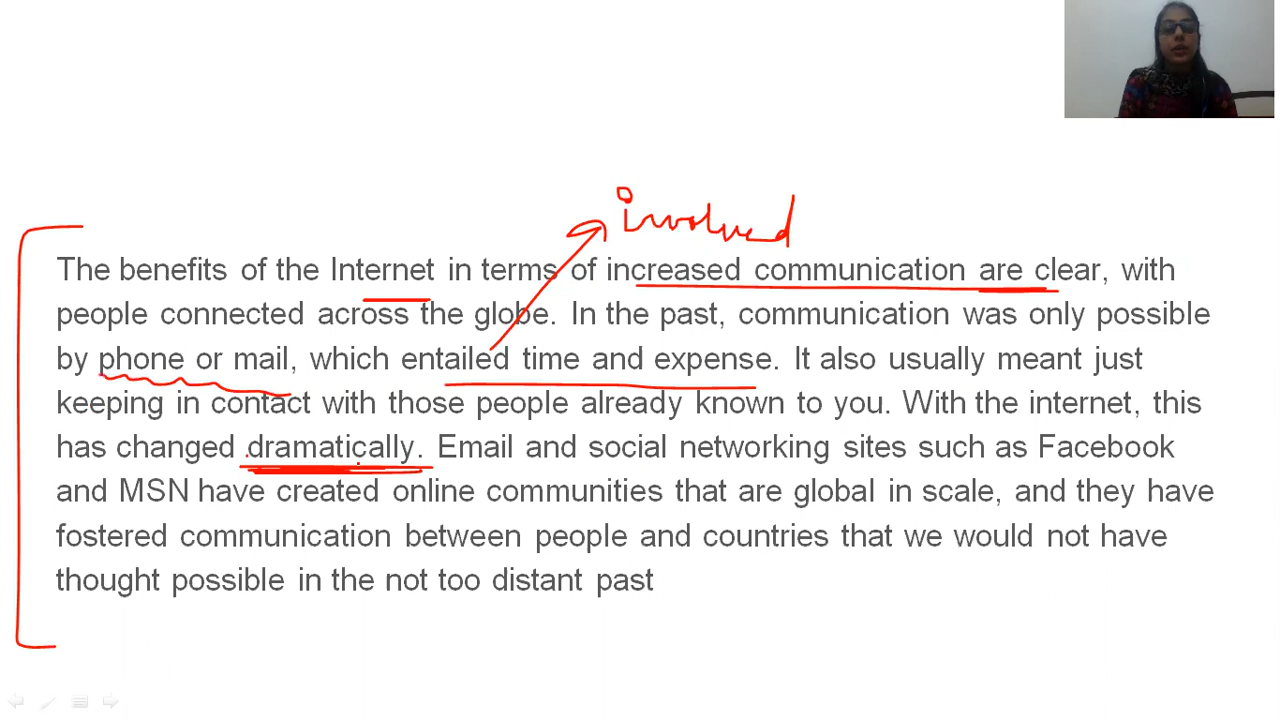 involved
The benefits of the Internet in terms of increased communication are clear, with
people connected across the globe. In the past, communication was only possible
by phone or mail, which entailed time and expense. It also usually meant just
keeping in contact with those people already known to you. With the internet, this
has changed dramatically. Email and social networking sites such as Facebook
and MSN have created online communities that are global in scale, and they have
fostered communication between people and countries that we would not have
thought possible in the not too distant past